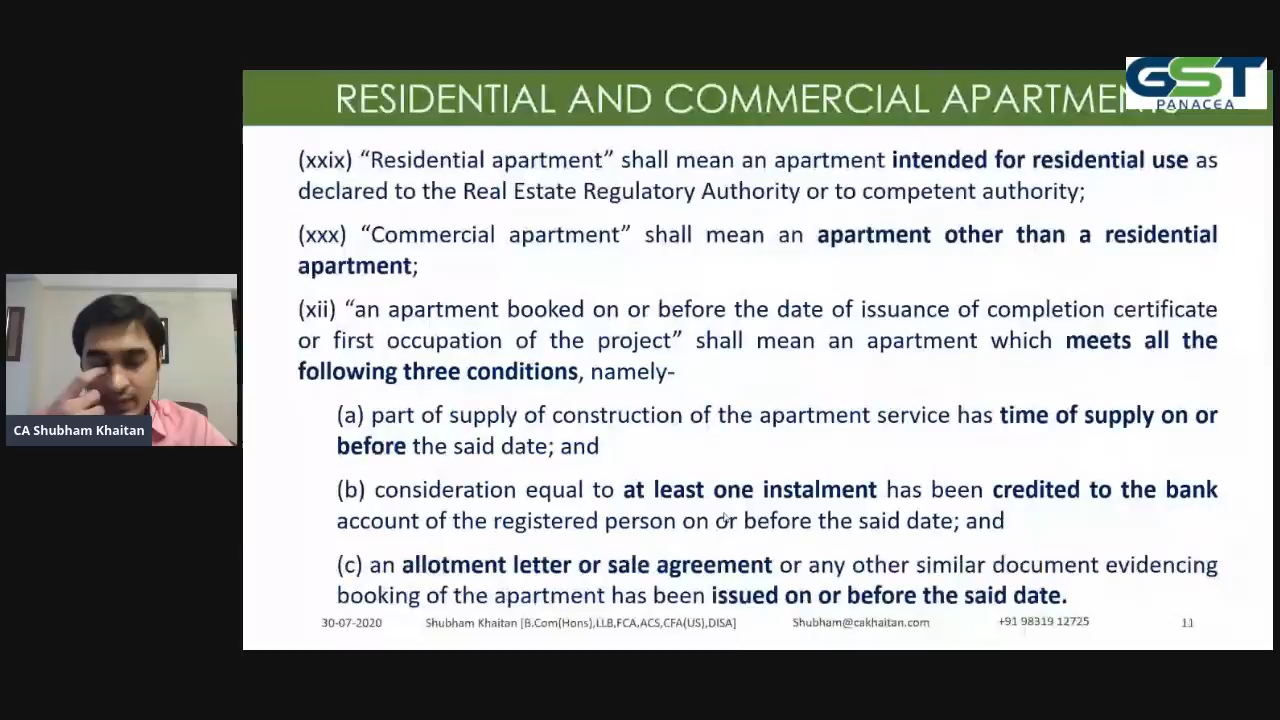 RESIDENTIAL AND COMMERCIAL APARTMEN
GST
PANACEA
(xxix) “Residential apartment” shall mean an apartment intended for residential use as
declared to the Real Estate Regulatory Authority or to competent authority;
(xxx) “Commercial apartment” shall mean an apartment other than a residential
apartment;
(xii) “an apartment booked on or before the date of issuance of completion certificate
or first occupation of the project” shall mean an apartment which meets all the
following three conditions, namely-
(a) part of supply of construction of the apartment service has time of supply on or
before the said date; and
(b) consideration equal to at least one instalment has been credited to the bank
account of the registered person on or before the said date; and
(c) an allotment letter or sale agreement or any other similar document evidencing
booking of the apartment has been issued on or before the said date.
30-07-2020 Shubham Khaitan [B.Com(Hons),LLB,FCA,ACS,CFA(US),DISA] Shubham@cakhaitan.com +91 98319 12725 11
CA Shubham Khaitan